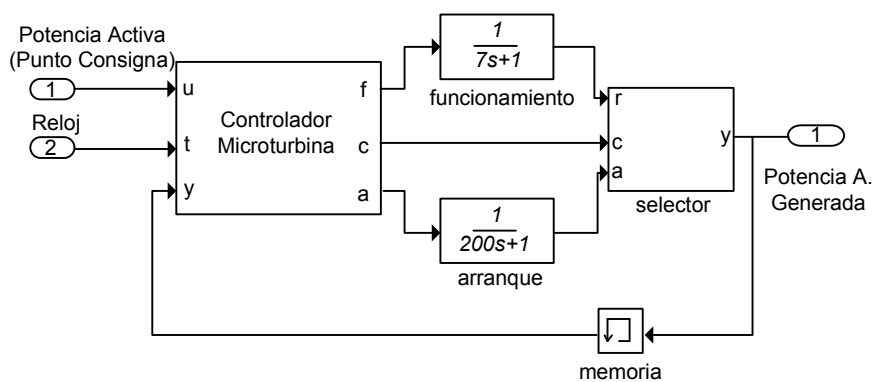 Potencia Activa
(Punto Consigna)
1
Reloj
2
u
t
y
Controlador
Microturbina
f
c
a
1
7s+1
funcionamiento
1
200s+1
arranque
r
c
a
y
selector
1
Potencia A.
Generada
memoria